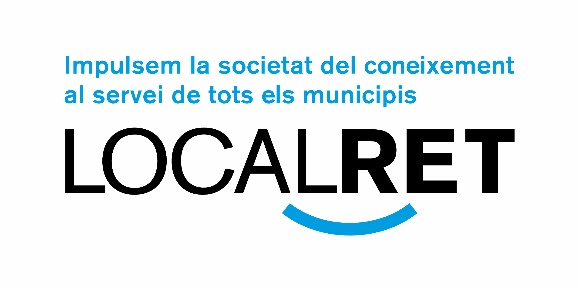 Impulsem la societat del coneixement
al servei de tots els municipis
LOCALRET